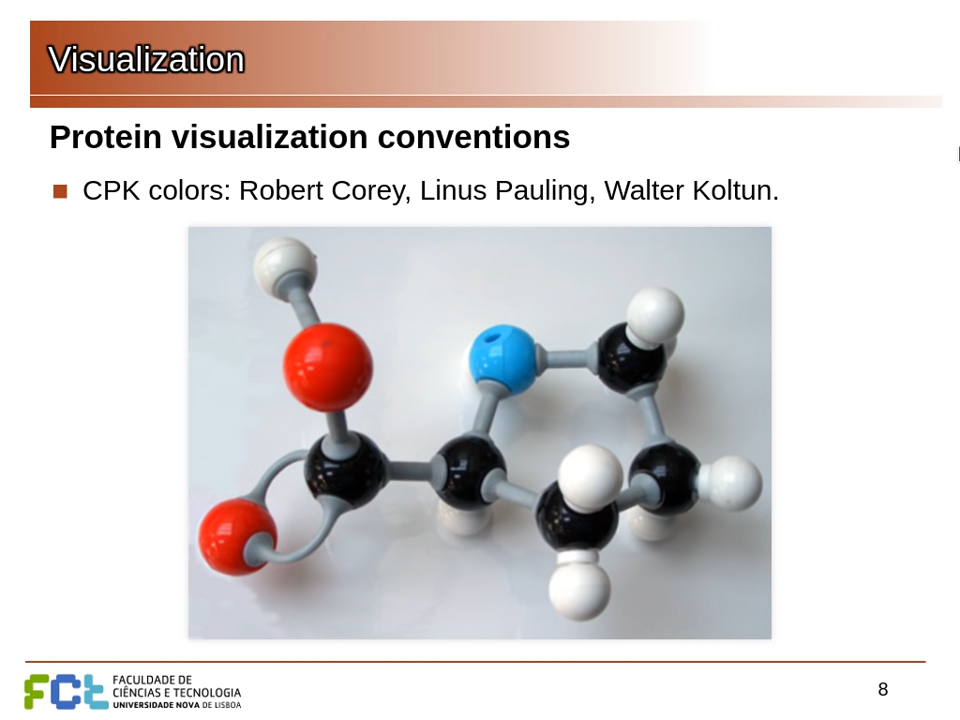 Visualization
Protein visualization conventions
CPK colors: Robert Corey, Linus Pauling, Walter Koltun.
FCT FACULDADE DE
CIÊNCIAS E TECNOLOGIA
UNIVERSIDADE NOVA DE LISBOA
8